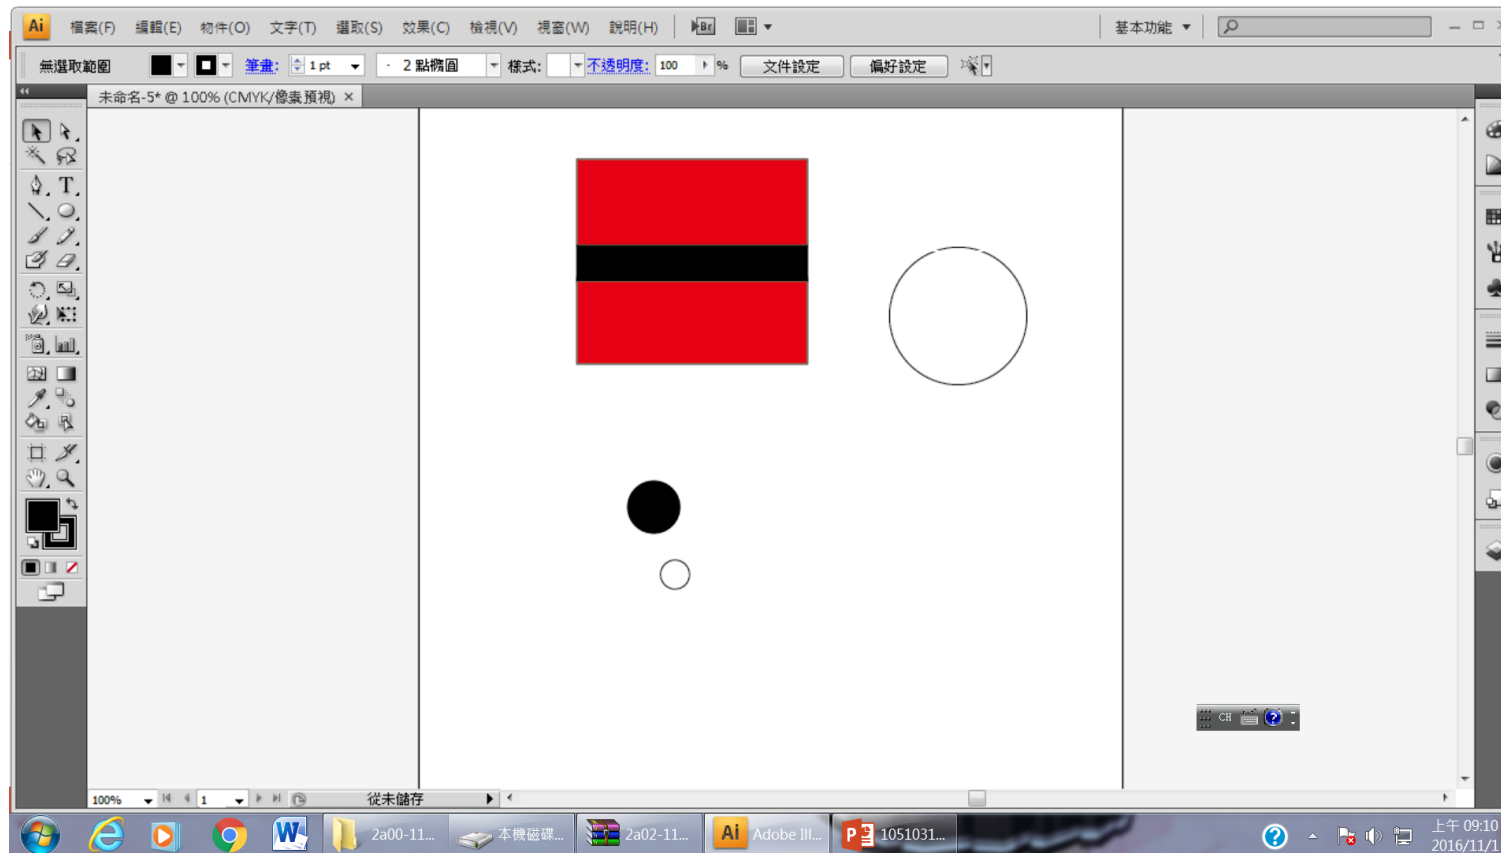 Ai 檔案(F) 編輯(E) 物件(O) 文字(T) 選取(S) 效果(C) 檢視(V) 視窗(W) 說明(H) Br 基本功能
無選取範圍 筆畫: 1 pt 2 點橢圓 樣式: 不透明度: 100 % 文件設定 偏好設定
未命名-5* @ 100% (CMYK/像素預視) ×
T
CH
100% 1 從未儲存
W 2a00-11... 本機磁碟... 2a02-11... Ai Adobe Ill... P 1051031... 上午 09:10
2016/11/1